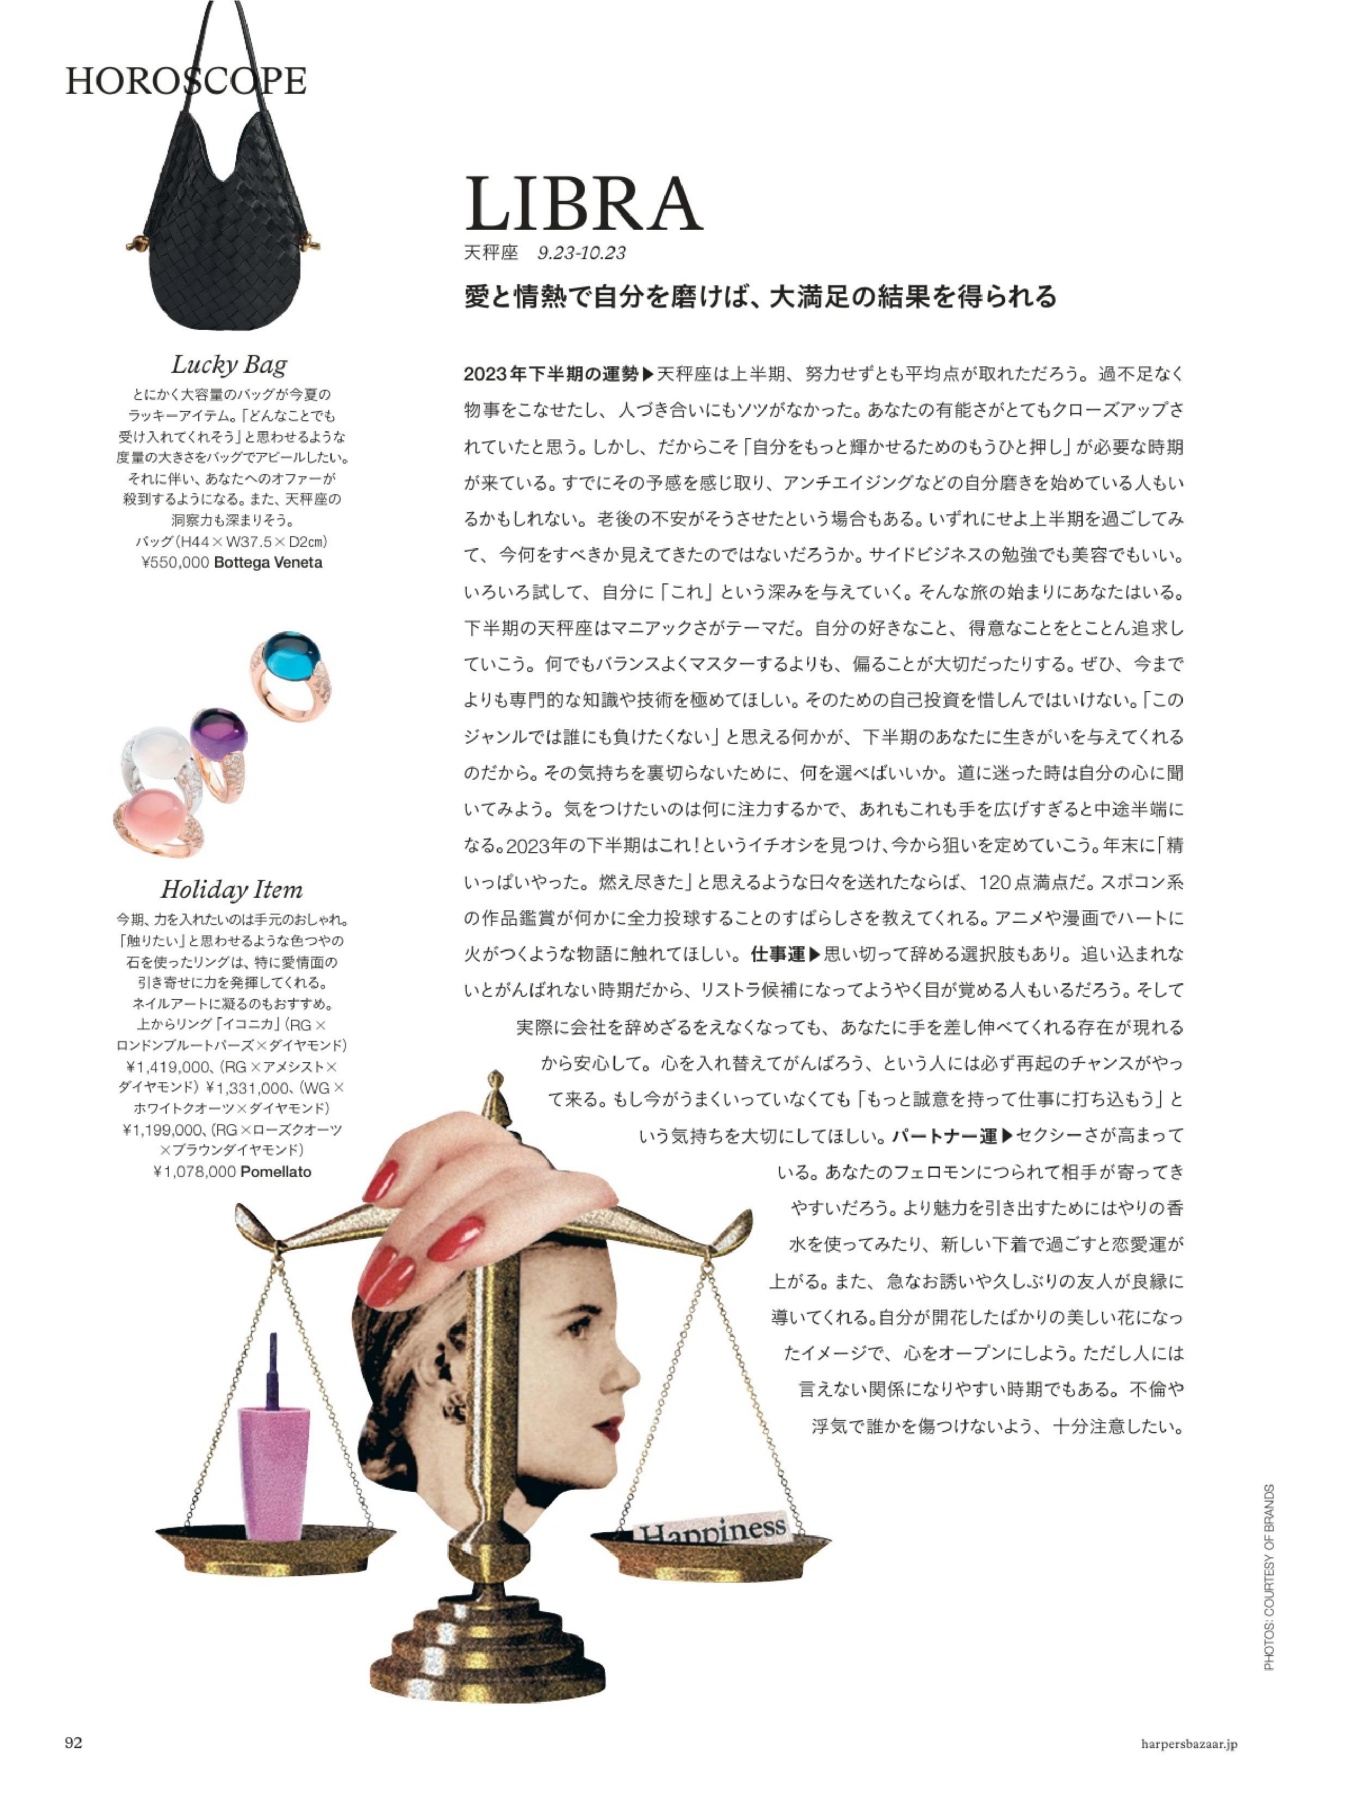 HOROSCOPE
LIBRA
天秤座 9.23-10.23
愛と情熱で自分を磨けば、大満足の結果を得られる
Lucky Bag
とにかく大容量のバッグが今夏の
ラッキーアイテム。「どんなことでも
受け入れてくれそう」と思わせるような
度量の大きさをバッグでアピールしたい。
それに伴い、あなたへのオファーが
殺到するようになる。また、天秤座の
洞察力も深まりそう。
バッグ（H44×W37.5×D2㎝）
¥550,000 Bottega Veneta
Holiday Item
今期、力を入れたいのは手元のおしゃれ。
「触りたい」と思わせるような色つやの
石を使ったリングは、特に愛情面の
引き寄せに力を発揮してくれる。
ネイルアートに凝るのもおすすめ。
上からリング「イコニカ」（RG×
ロンドンブルートパーズ×ダイヤモンド）
¥1,419,000、（RG×アメシスト×
ダイヤモンド）¥1,331,000、（WG×
ホワイトクオーツ×ダイヤモンド）
¥1,199,000、（RG×ローズクオーツ
×ブラウンダイヤモンド）
¥1,078,000 Pomellato
2023年下半期の運勢▶天秤座は上半期、努力せずとも平均点が取れただろう。過不足なく
物事をこなせたし、人づき合いにもソツがなかった。あなたの有能さがとてもクローズアップさ
れていたと思う。しかし、だからこそ「自分をもっと輝かせるためのもうひと押し」が必要な時期
が来ている。すでにその予感を感じ取り、アンチエイジングなどの自分磨きを始めている人もい
るかもしれない。老後の不安がそうさせたという場合もある。いずれにせよ上半期を過ごしてみ
て、今何をすべきか見えてきたのではないだろうか。サイドビジネスの勉強でも美容でもいい。
いろいろ試して、自分に「これ」という深みを与えていく。そんな旅の始まりにあなたはいる。
下半期の天秤座はマニアックさがテーマだ。自分の好きなこと、得意なことをとことん追求し
ていこう。何でもバランスよくマスターするよりも、偏ることが大切だったりする。ぜひ、今まで
よりも専門的な知識や技術を極めてほしい。そのための自己投資を惜しんではいけない。「この
ジャンルでは誰にも負けたくない」と思える何かが、下半期のあなたに生きがいを与えてくれる
のだから。その気持ちを裏切らないために、何を選べばいいか。道に迷った時は自分の心に聞
いてみよう。気をつけたいのは何に注力するかで、あれもこれも手を広げすぎると中途半端に
なる。2023年の下半期はこれ！というイチオシを見つけ、今から狙いを定めていこう。年末に「精
いっぱいやった。燃え尽きた」と思えるような日々を送れたならば、120点満点だ。スポコン系
の作品鑑賞が何かに全力投球することのすばらしさを教えてくれる。アニメや漫画でハートに
火がつくような物語に触れてほしい。仕事運▶思い切って辞める選択肢もあり。追い込まれな
いとがんばれない時期だから、リストラ候補になってようやく目が覚める人もいるだろう。そして
実際に会社を辞めざるをえなくなっても、あなたに手を差し伸べてくれる存在が現れる
から安心して。心を入れ替えてがんばろう、という人には必ず再起のチャンスがやっ
て来る。もし今がうまくいっていなくても「もっと誠意を持って仕事に打ち込もう」と
いう気持ちを大切にしてほしい。パートナー運▶セクシーさが高まって
いる。あなたのフェロモンにつられて相手が寄ってき
やすいだろう。より魅力を引き出すためにはやりの香
水を使ってみたり、新しい下着で過ごすと恋愛運が
上がる。また、急なお誘いや久しぶりの友人が良縁に
導いてくれる。自分が開花したばかりの美しい花になっ
たイメージで、心をオープンにしよう。ただし人には
言えない関係になりやすい時期でもある。不倫や
浮気で誰かを傷つけないよう、十分注意したい。
Happiness
PHOTOS: COURTESY OF BRANDS
92
harpersbazaar.jp